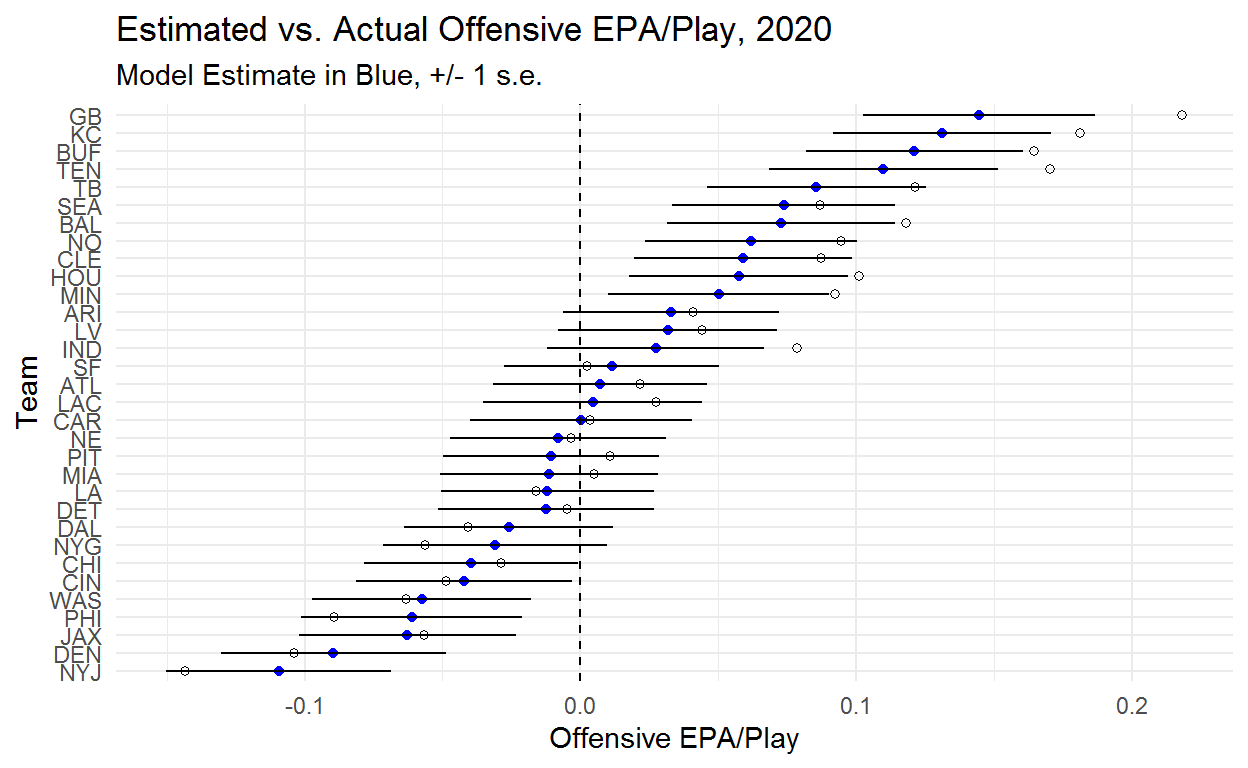 Estimated vs. Actual Offensive EPA/Play, 2020
Model Estimate in Blue, +/- 1 s.e.
Team
GB
KC
BUF
TEN
TB
SEA
BAL
NO
CLE
HOU
MIN
ARI
LV
IND
SF
ATL
LAC
CAR
NE
PIT
MIA
LA
DET
DAL
NYG
CHI
CIN
WAS
PHI
JAX
DEN
NYJ
-0.1 0.0 0.1 0.2
Offensive EPA/Play